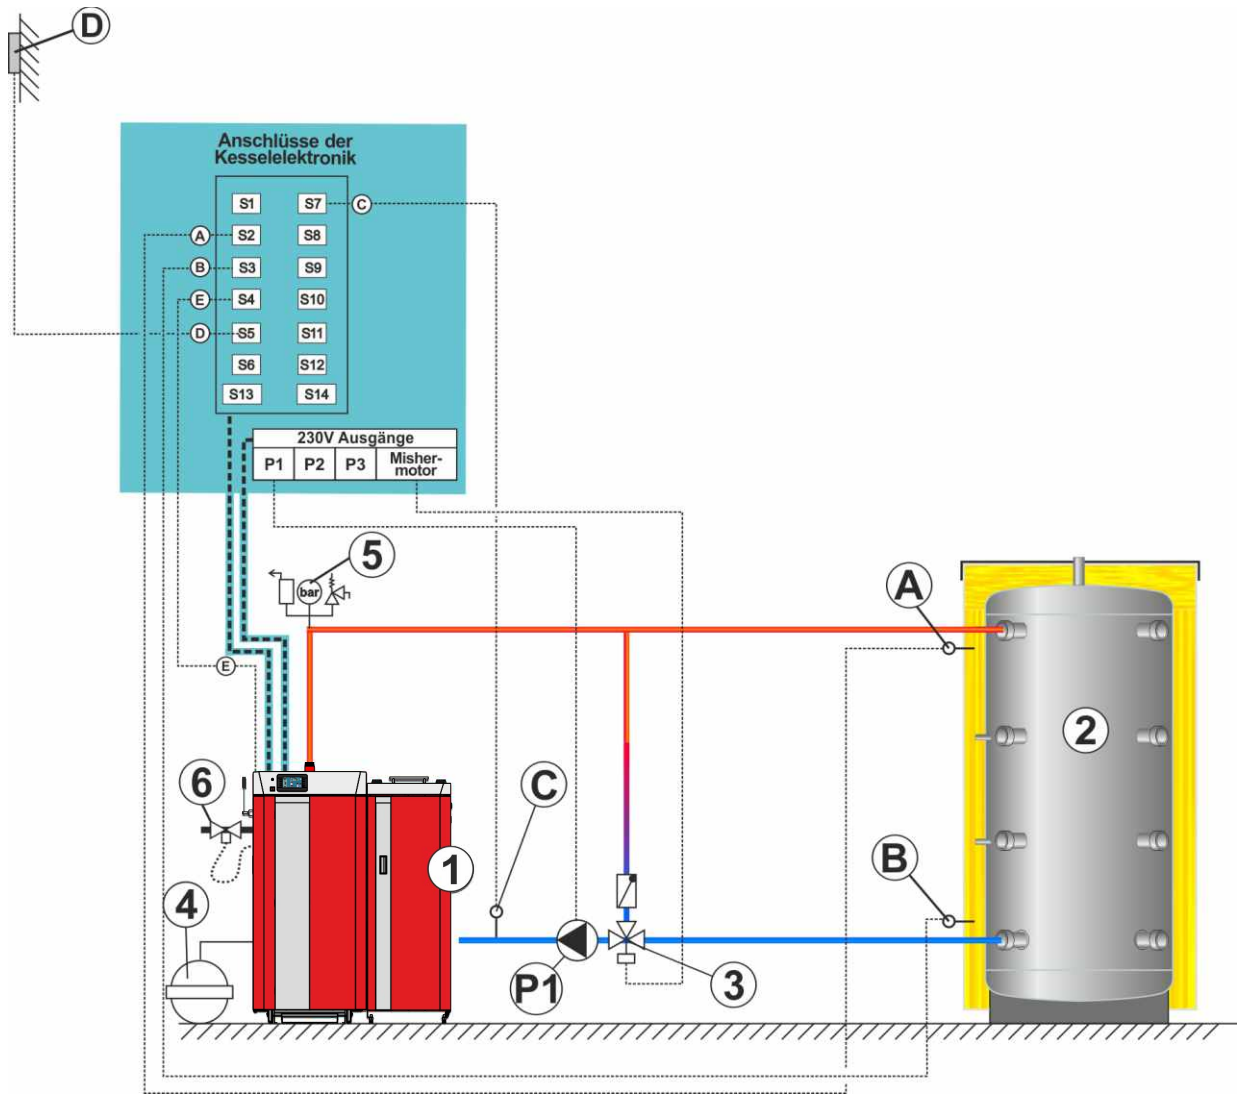 D
Anschlüsse der
Kesselelektronik
S1 S7 C
A S2 S8
B S3 S9
E S4 S10
D S5 S11
S6 S12
S13 S14
230V Ausgänge
P1 P2 P3 Misher-
motor
5
bar
A
E
2
6
C
1
B
4
P1
3